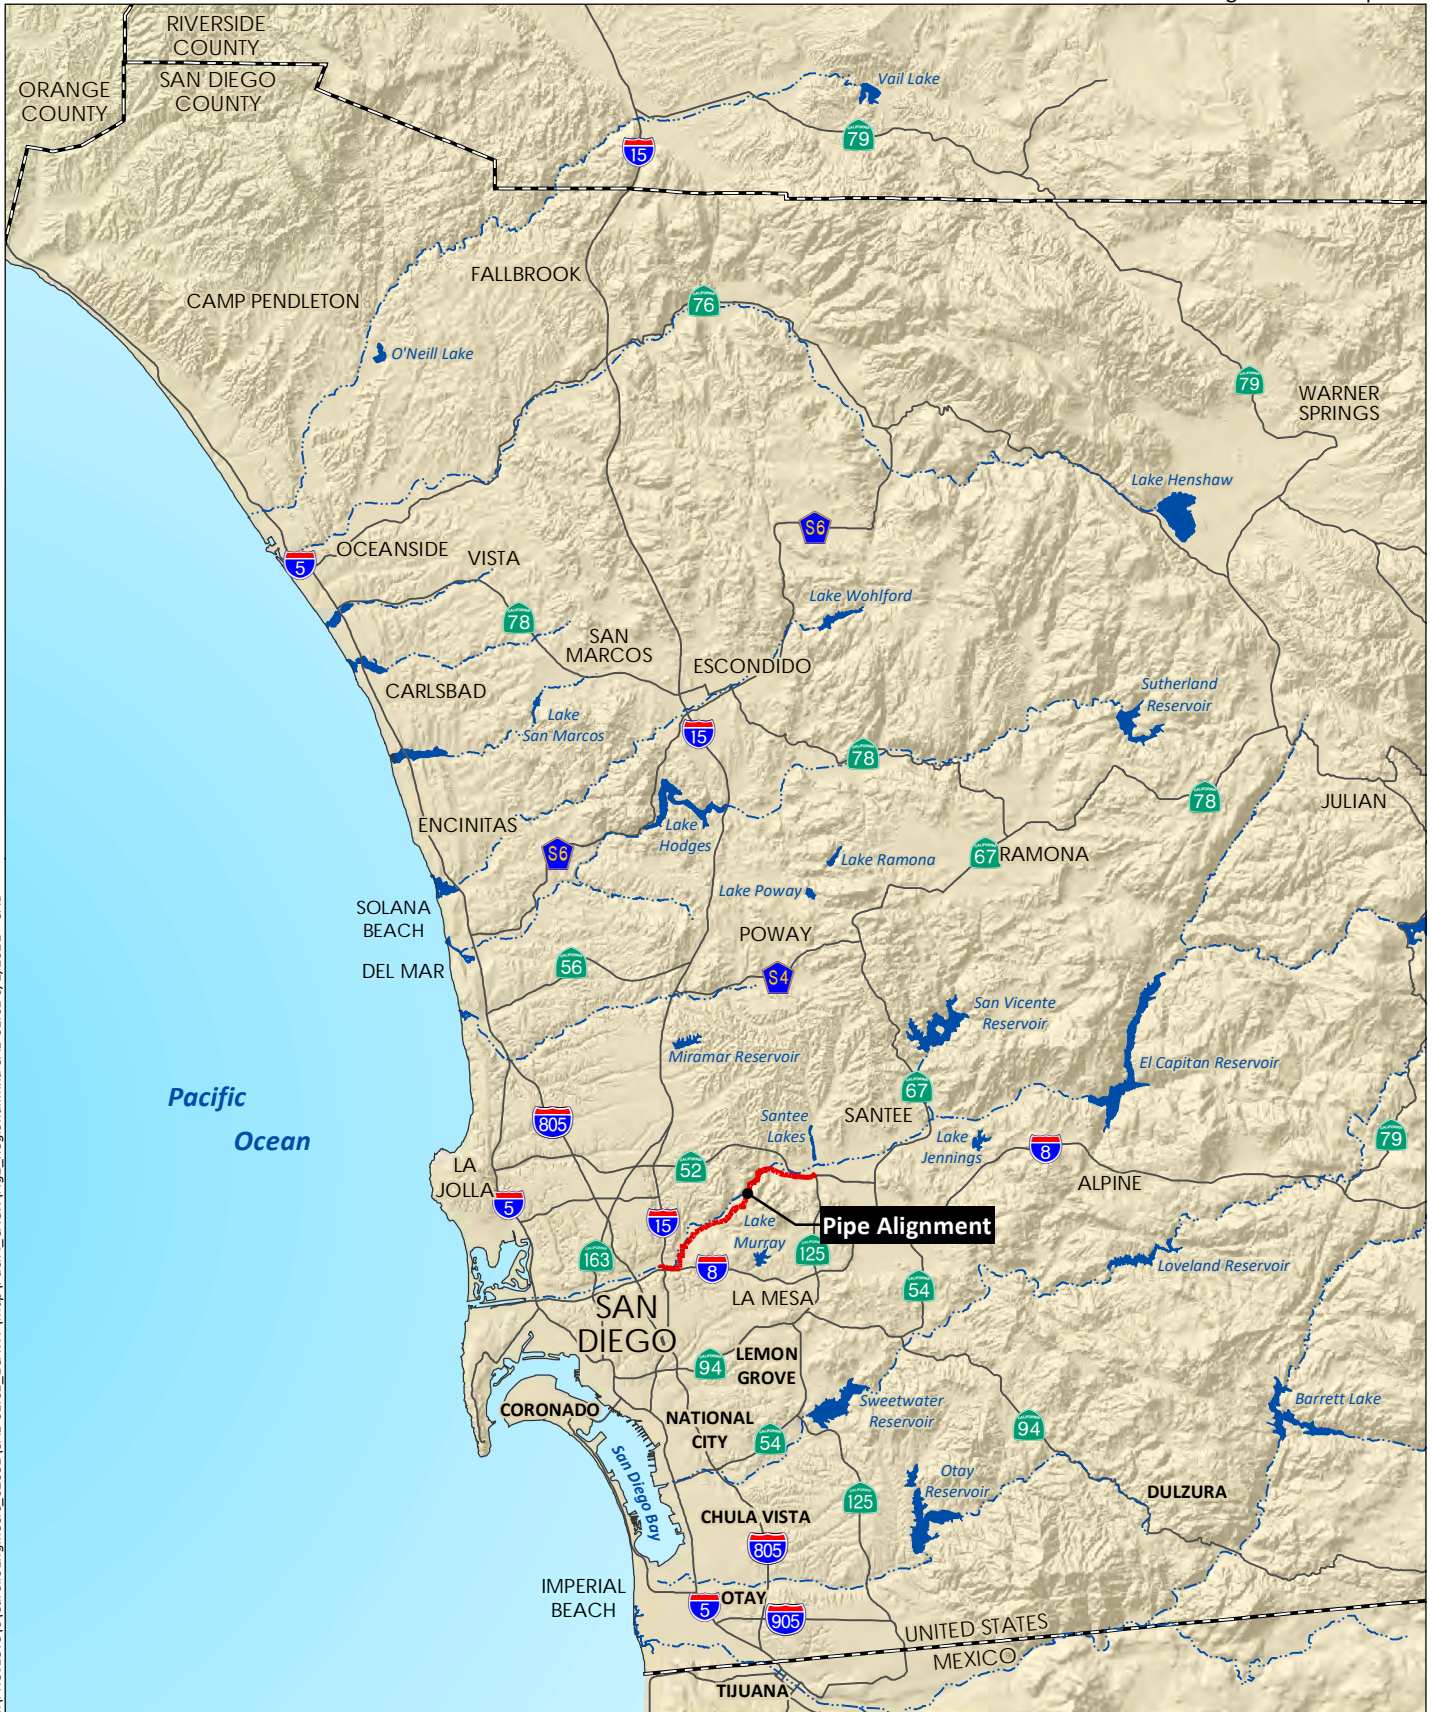 RIVERSIDE
COUNTY
ORANGE
COUNTY
SAN DIEGO
COUNTY
Vail Lake
CALIFORNIA
79
15
FALLBROOK
CAMP PENDLETON
76
O'Neill Lake
79
WARNER
SPRINGS
Lake Henshaw
S6
OCEANSIDE
VISTA
5
Lake Wohlford
78
SAN
MARCOS
ESCONDIDO
CARLSBAD
Sutherland
Reservoir
Lake
San Marcos
15
78
78
JULIAN
ENCINITAS
Lake
Hodges
S6
Lake Ramona
67
RAMONA
Lake Poway
SOLANA
BEACH
POWAY
DEL MAR
56
S4
San Vicente
Reservoir
Miramar Reservoir
El Capitan Reservoir
Pacific
Ocean
67
805
Santee
Lakes
SANTEE
Lake
Jennings
8
79
LA
JOLLA
52
ALPINE
5
15
Pipe Alignment
Lake
Murray
163
125
8
Loveland Reservoir
54
LA MESA
SAN
DIEGO
94
LEMON
GROVE
CORONADO
Sweetwater
Reservoir
Barrett Lake
NATIONAL
CITY
54
94
San Diego Bay
Otay
Reservoir
125
DULZURA
CHULA VISTA
805
IMPERIAL
BEACH
5
OTAY
905
UNITED STATES
MEXICO
TIJUANA